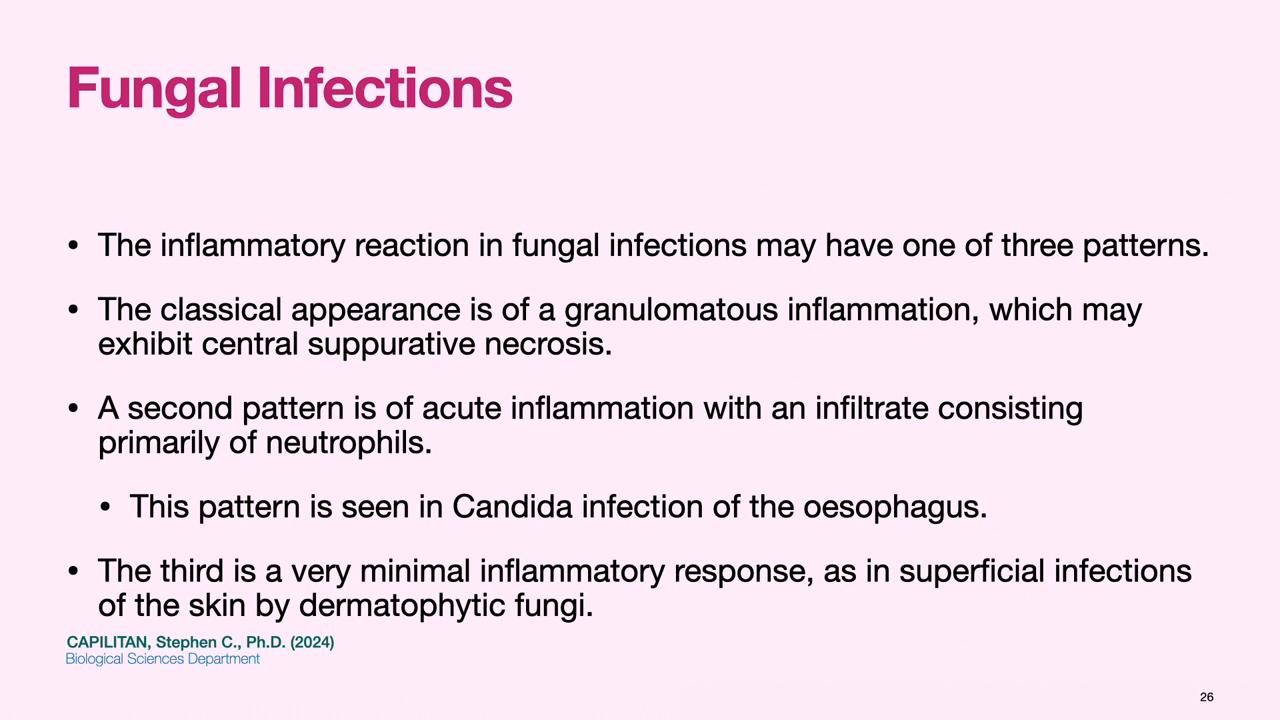 Fungal Infections
• The inflammatory reaction in fungal infections may have one of three patterns.
• The classical appearance is of a granulomatous inflammation, which may
exhibit central suppurative necrosis.
• A second pattern is of acute inflammation with an infiltrate consisting
primarily of neutrophils.
• This pattern is seen in Candida infection of the oesophagus.
• The third is a very minimal inflammatory response, as in superficial infections
of the skin by dermatophytic fungi.
CAPILITAN, Stephen C., Ph.D. (2024)
Biological Sciences Department
26